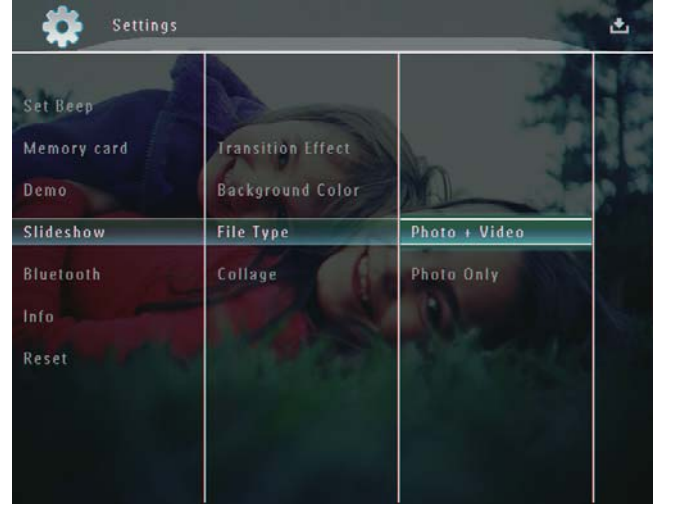 Settings
Set Beep
Memory card
Demo
Slideshow
Bluetooth
Info
Reset
Transition Effect
Background Color
File Type
Collage
Photo + Video
Photo Only